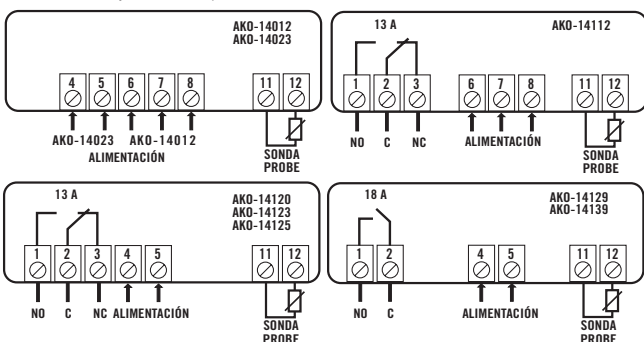 AKO-14012
AKO-14023
4 5 6 7 8 11 12
AKO-14023 AKO-14012
ALIMENTACIÓN
SONDA
PROBE
13 A
AKO-14112
1 2 3 6 7 8 11 12
NO C NC ALIMENTACIÓN
SONDA
PROBE
13 A
AKO-14120
AKO-14123
AKO-14125
1 2 3 4 5 11 12
NO C NC ALIMENTACIÓN
SONDA
PROBE
18 A
AKO-14129
AKO-14139
1 2 4 5 11 12
NO C ALIMENTACIÓN
SONDA
PROBE